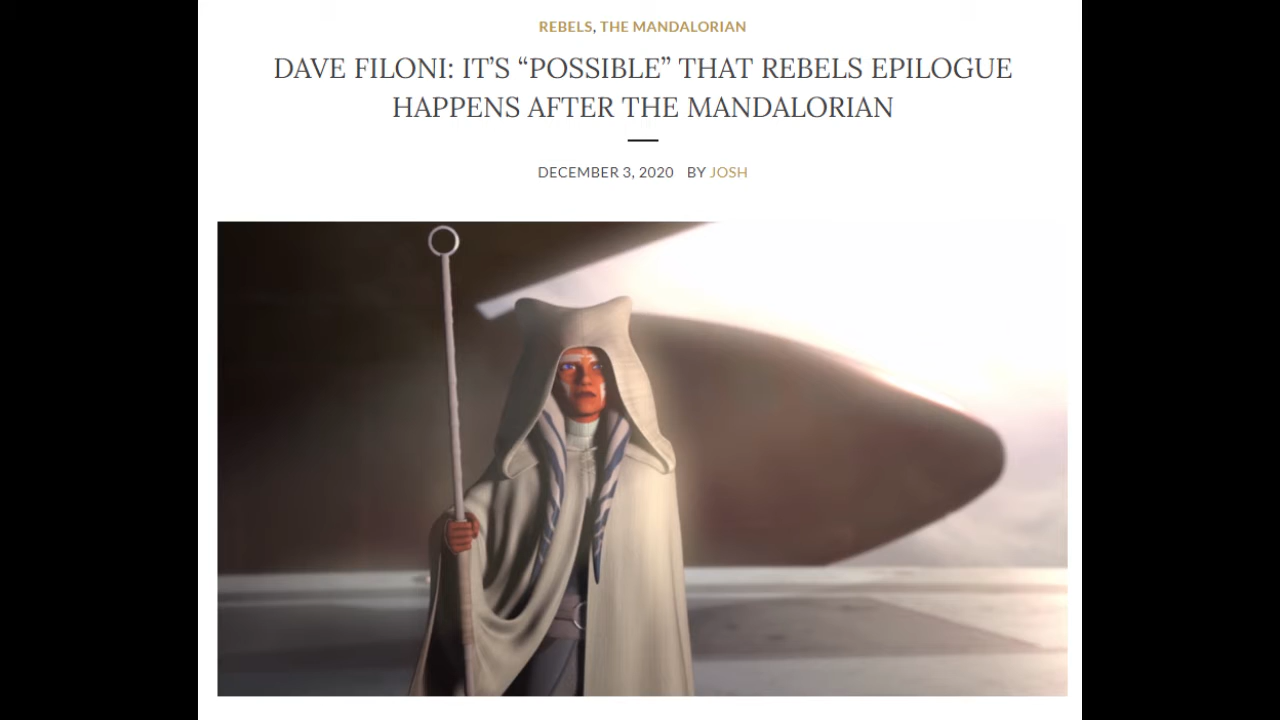 REBELS, THE MANDALORIAN
DAVE FILONI: IT’S “POSSIBLE” THAT REBELS EPILOGUE
HAPPENS AFTER THE MANDALORIAN
DECEMBER 3, 2020 BY JOSH